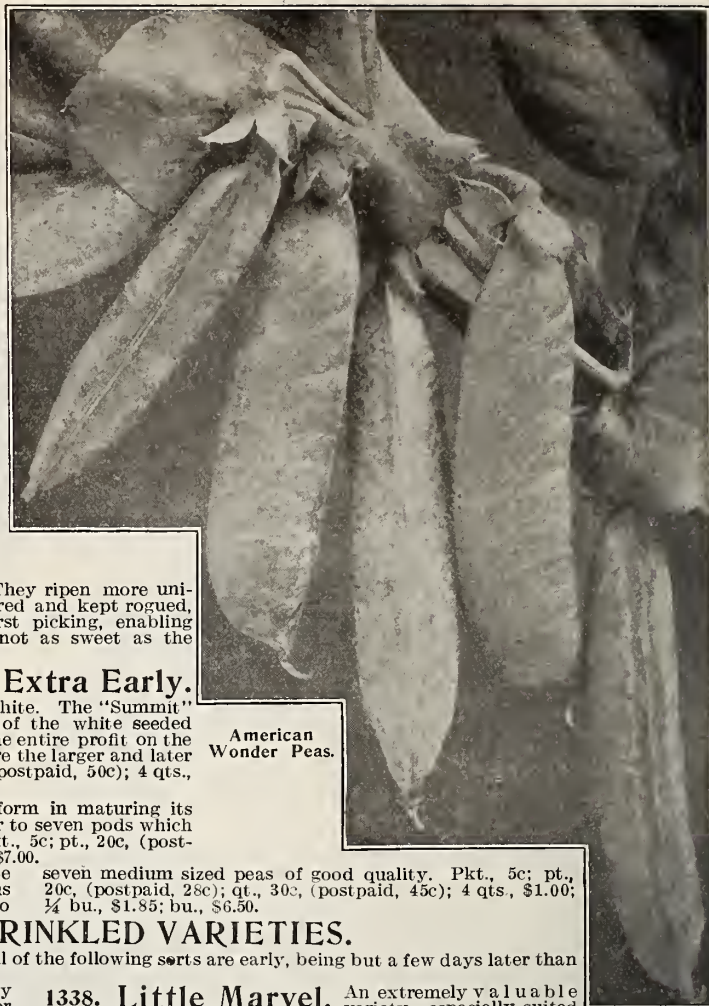 They ripen more uni-
red and kept rogued,
rst picking, enabling
not as sweet as the
Extra Early.
hite. The "Summit"
of the white seeded
e entire profit on the
re the larger and later
postpaid, 50c); 4 qts.,
form in maturing its
r to seven pods which
t., 5c; pt., 20c, (post-
$7.00.
American
Wonder Peas.
e seven medium sized peas of good quality. Pkt., 5c; pt.,
s 20c, (postpaid, 28c); qt., 30c, (postpaid, 45c); 4 qts., $1.00;
o ¼ bu., $1.85; bu., $6.50.
RINKLED VARIETIES.
l of the following sorts are early, being but a few days later than
y 1338. Little Marvel. An extremely valuable
variety, especially suited